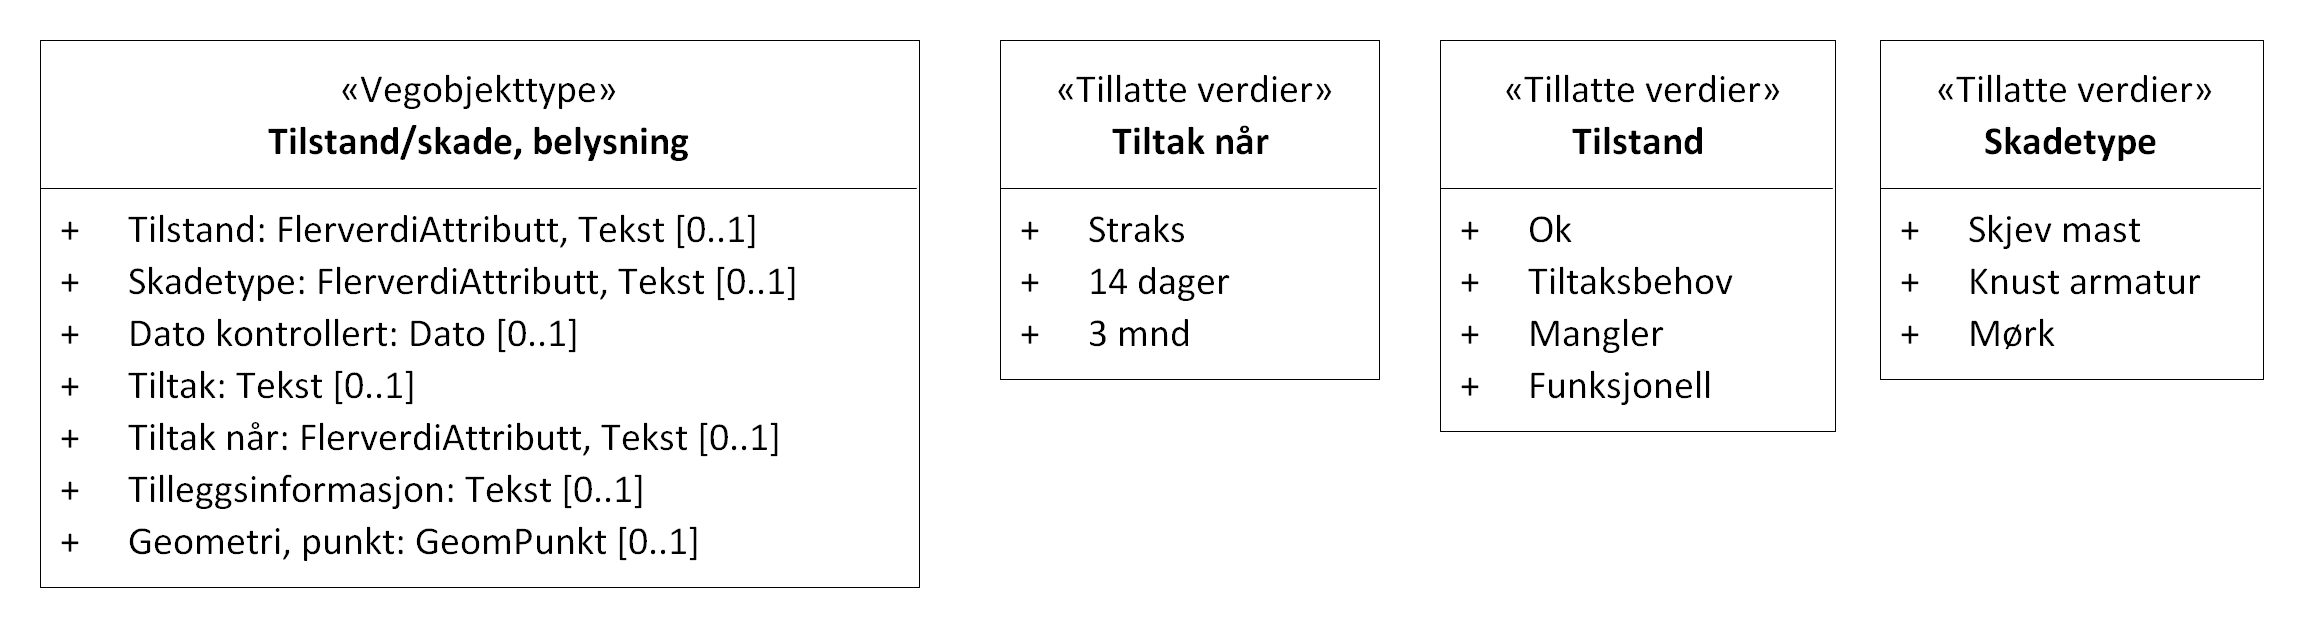 «Vegobjekttype»
Tilstand/skade, belysning
+ Tilstand: FlerverdiAttributt, Tekst [0..1]
+ Skadetype: FlerverdiAttributt, Tekst [0..1]
+ Dato kontrollert: Dato [0..1]
+ Tiltak: Tekst [0..1]
+ Tiltak når: FlerverdiAttributt, Tekst [0..1]
+ Tilleggsinformasjon: Tekst [0..1]
+ Geometri, punkt: GeomPunkt [0..1]
«Tillatte verdier»
Tiltak når
+ Straks
+ 14 dager
+ 3 mnd
«Tillatte verdier»
Tilstand
+ Ok
+ Tiltaksbehov
+ Mangler
+ Funksjonell
«Tillatte verdier»
Skadetype
+ Skjev mast
+ Knust armatur
+ Mørk